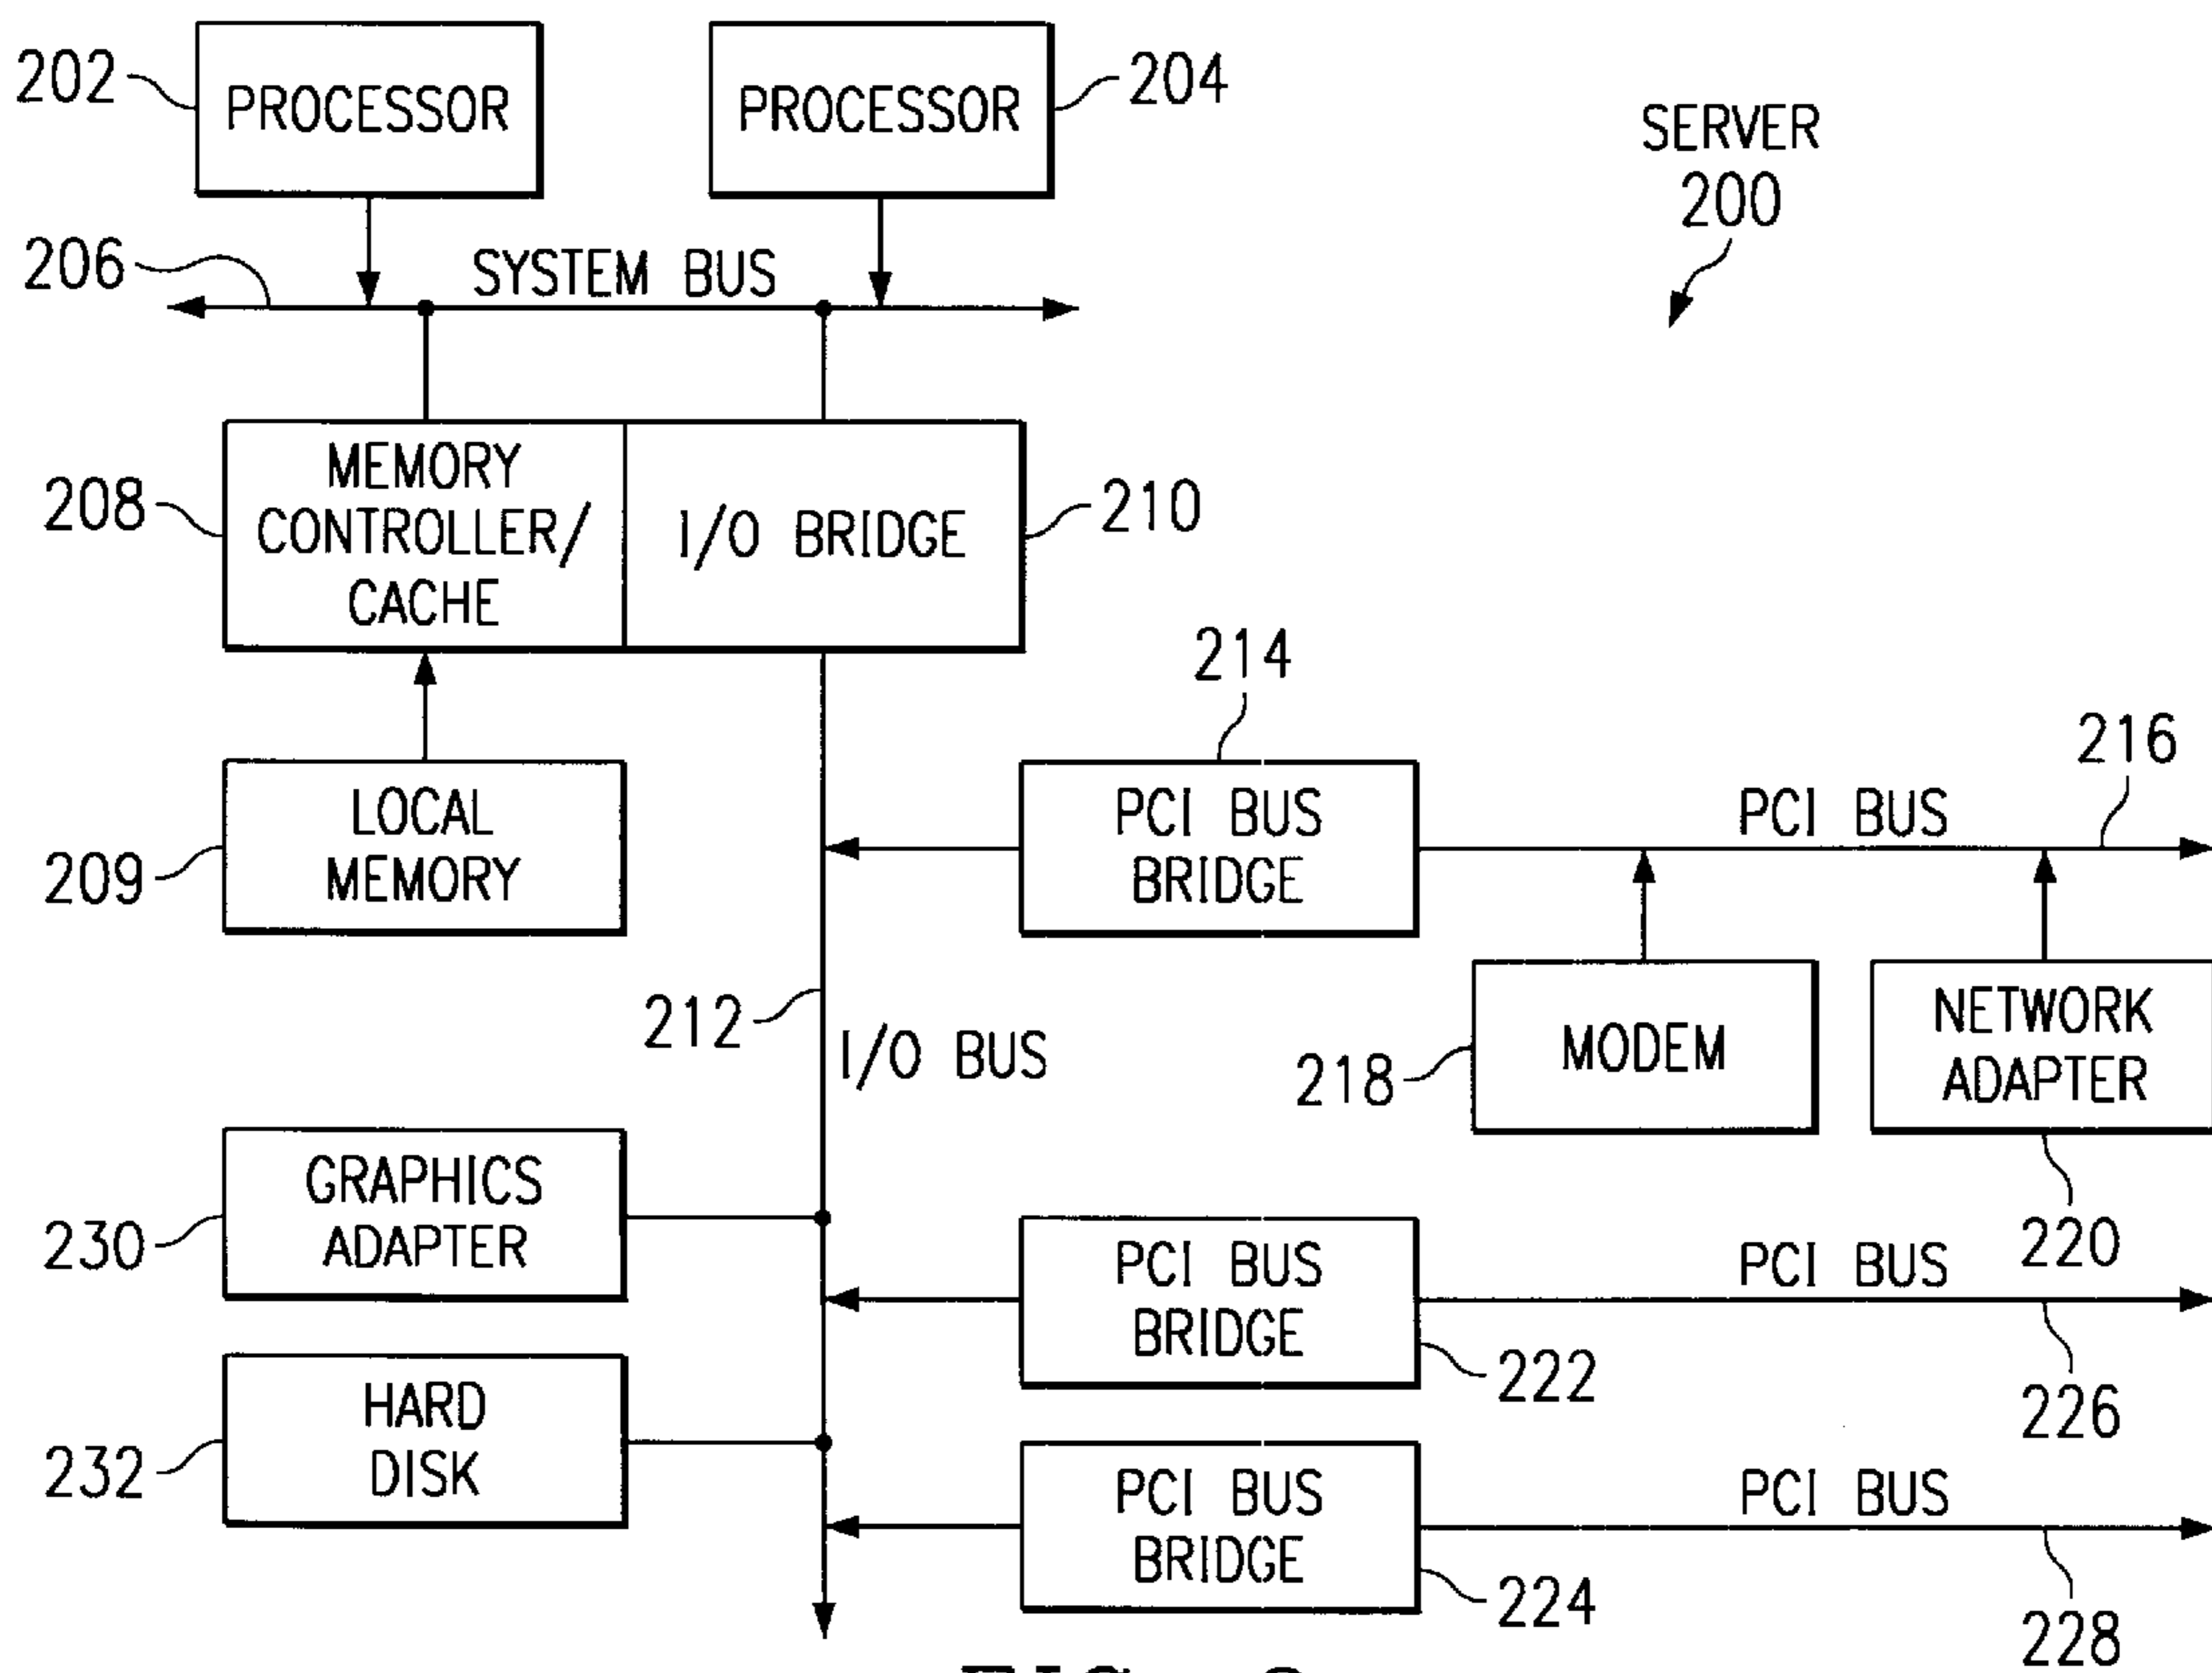 202
PROCESSOR
PROCESSOR
204
SERVER
200
206
SYSTEM BUS
208
MEMORY
CONTROLLER/
CACHE
I/O BRIDGE
210
214
216
209
LOCAL
MEMORY
PCI BUS
BRIDGE
PCI BUS
212
I/O BUS
218
MODEM
NETWORK
ADAPTER
220
230
GRAPHICS
ADAPTER
PCI BUS
BRIDGE
222
PCI BUS
226
232
HARD
DISK
PCI BUS
BRIDGE
224
PCI BUS
228